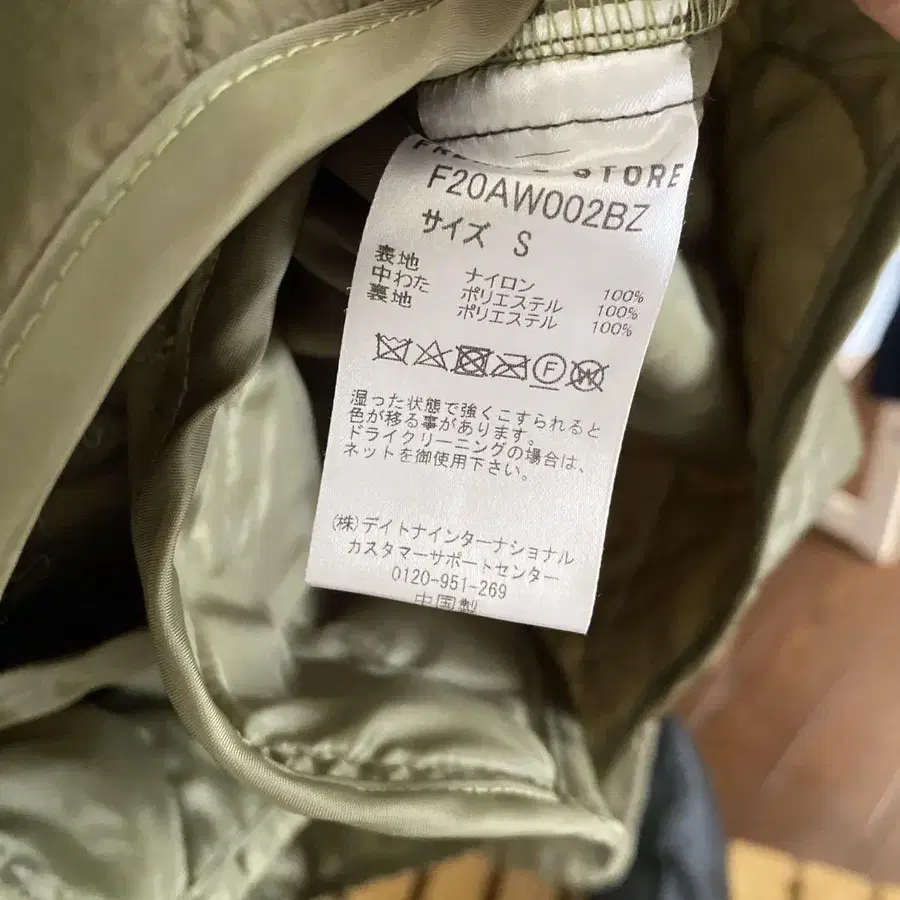 STORE
F20AW002BZ
サイズ S
表地 ナイロン 100%
中わた ポリエステル 100%
裏地 ポリエステル 100%
F W
湿った状態で強くこすられると
色が移る事があります。
ドライクリーニングの場合は、
ネットを御使用下さい。
(株)デイトナインターナショナル
カスタマーサポートセンター
0120-951-269
中国製